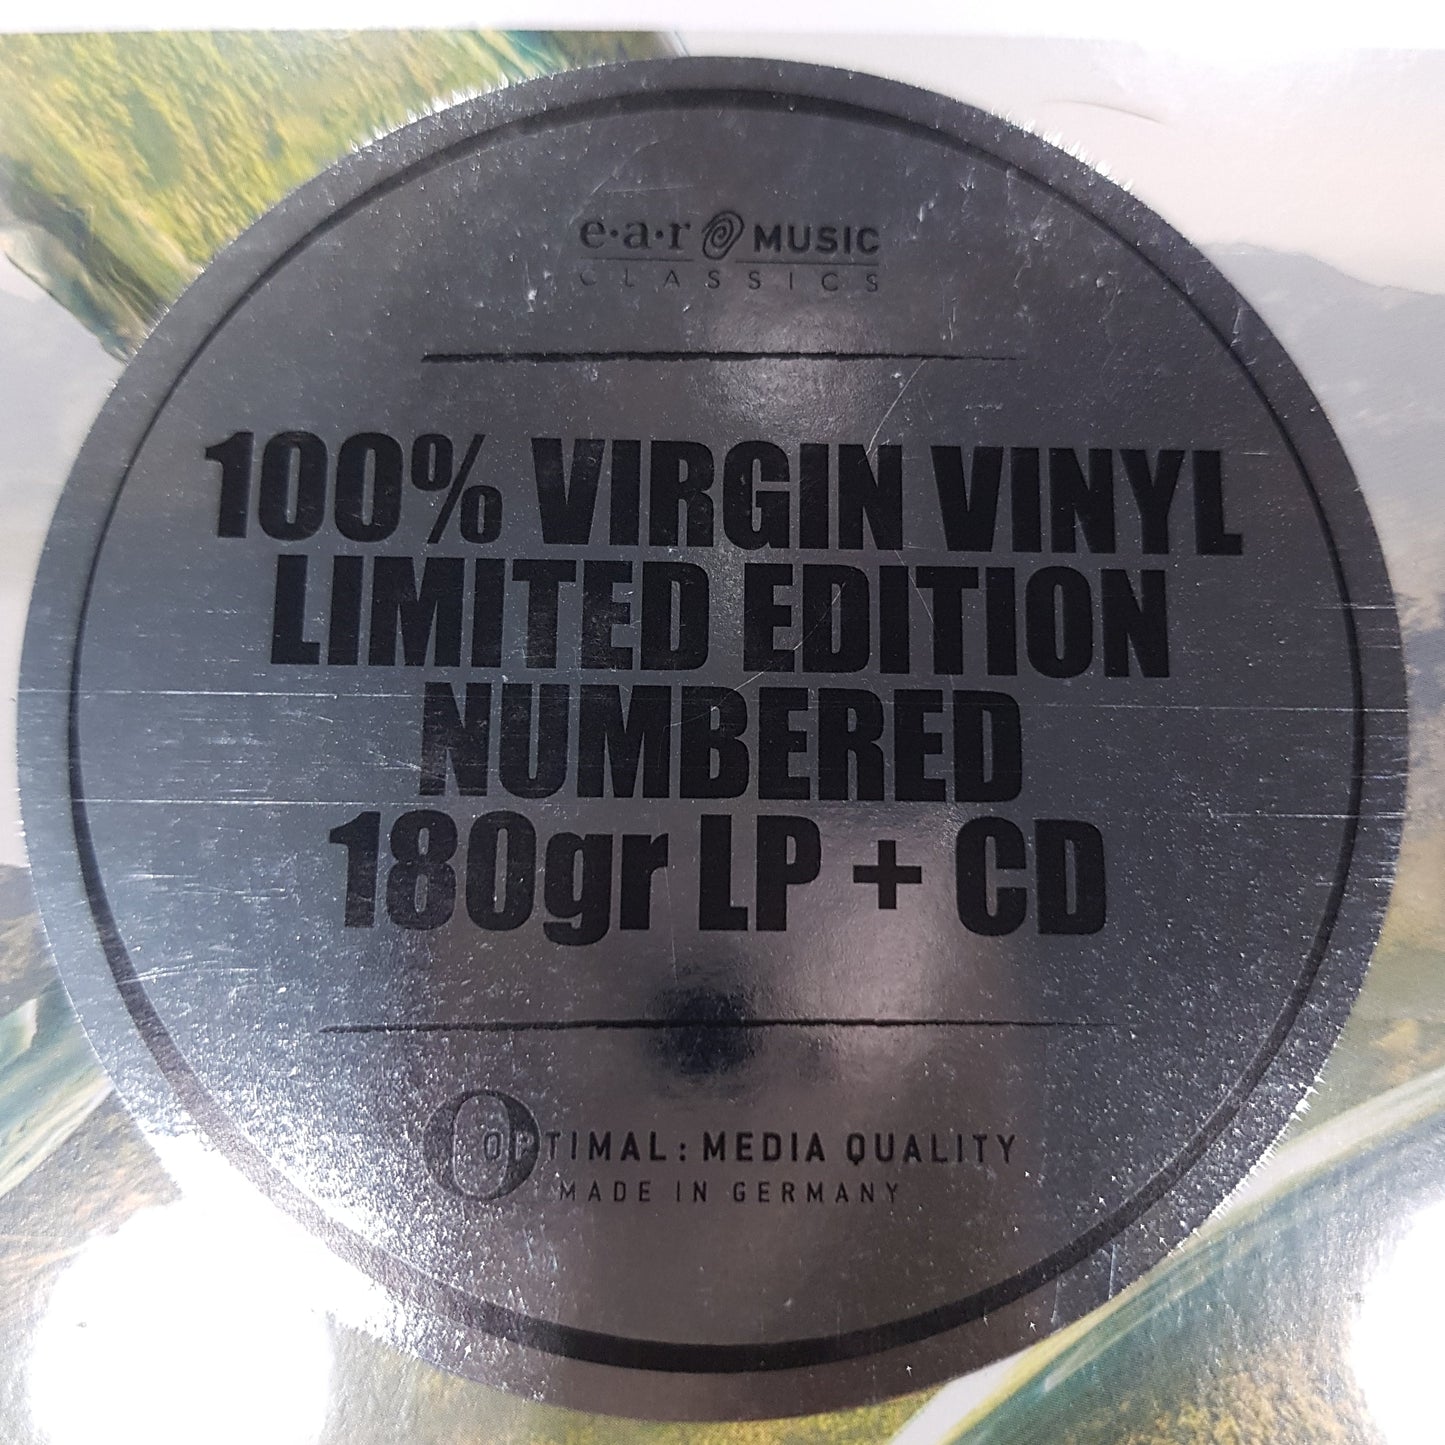 e·a·r MUSIC
CLASSICS
100% VIRGIN VINYL
LIMITED EDITION
NUMBERED
180gr LP + CD
OPTIMAL: MEDIA QUALITY
MADE IN GERMANY